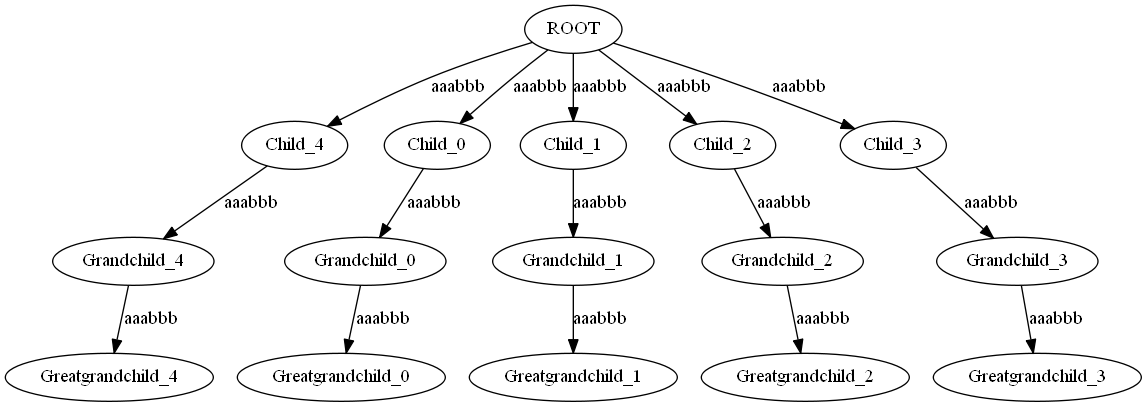 ROOT
aaabbb aaabbb aaabbb aaabbb aaabbb
Child_4 Child_0 Child_1 Child_2 Child_3
aaabbb aaabbb aaabbb aaabbb aaabbb
Grandchild_4 Grandchild_0 Grandchild_1 Grandchild_2 Grandchild_3
aaabbb aaabbb aaabbb aaabbb aaabbb
Greatgrandchild_4 Greatgrandchild_0 Greatgrandchild_1 Greatgrandchild_2 Greatgrandchild_3